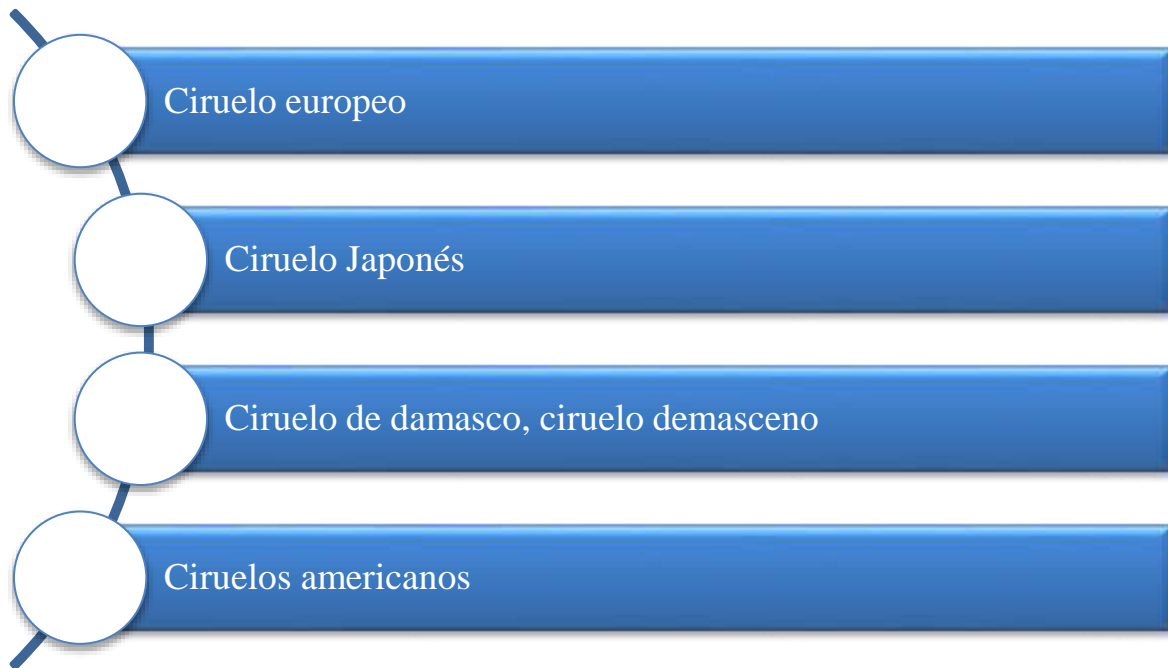 Ciruelo europeo
Ciruelo Japonés
Ciruelo de damasco, ciruelo demasceno
Ciruelos americanos